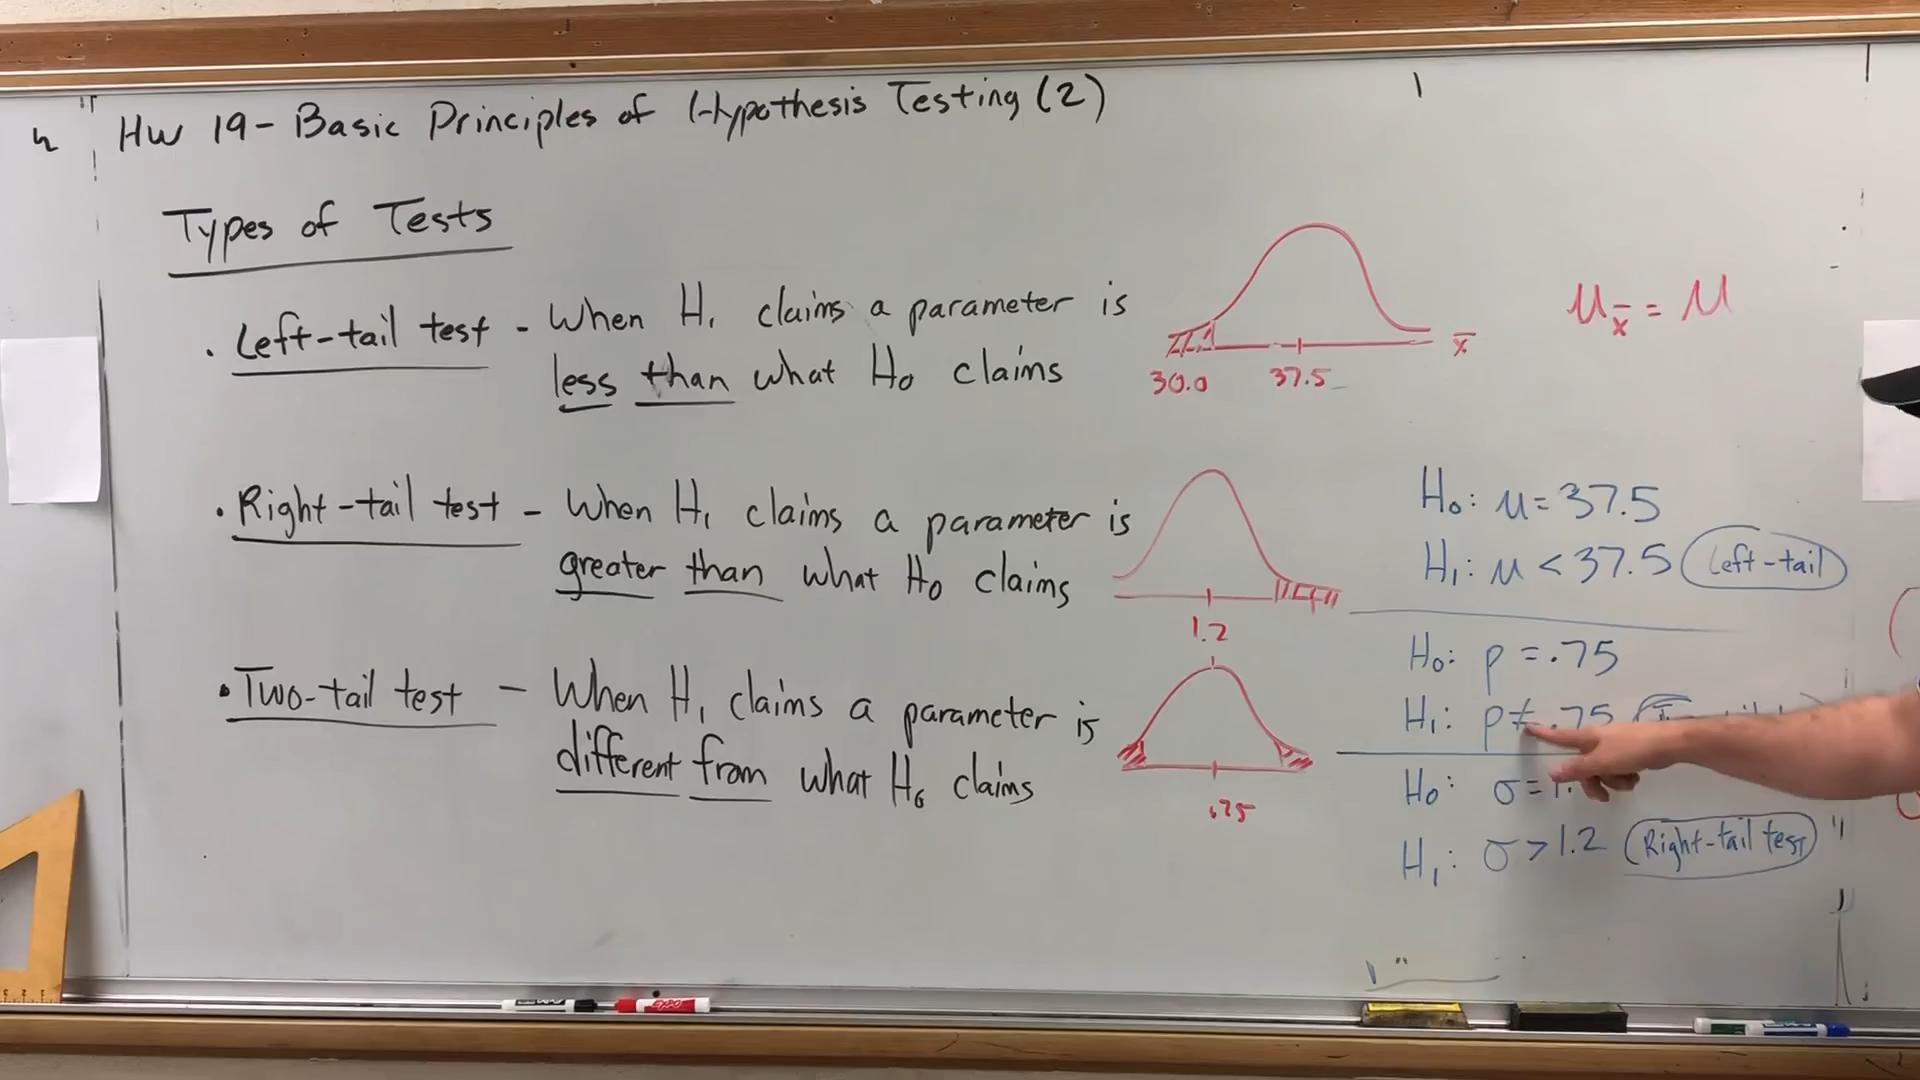 HW 19 - Basic Principles of Hypothesis Testing (2)
Types of Tests
. Left-tail test - When H₁ claims a parameter is
less than what H₀ claims
30.0 37.5 x̄
μx̄ = μ
. Right-tail test - When H₁ claims a parameter is
greater than what H₀ claims
1.2
• Two-tail test - When H₁ claims a parameter is
different from what H₀ claims
.75
H₀: μ = 37.5
H₁: μ < 37.5 Left-tail
H₀: p = .75
H₁: p ≠ .75
H₀: σ =
H₁: σ > 1.2 Right-tail test
EXPO